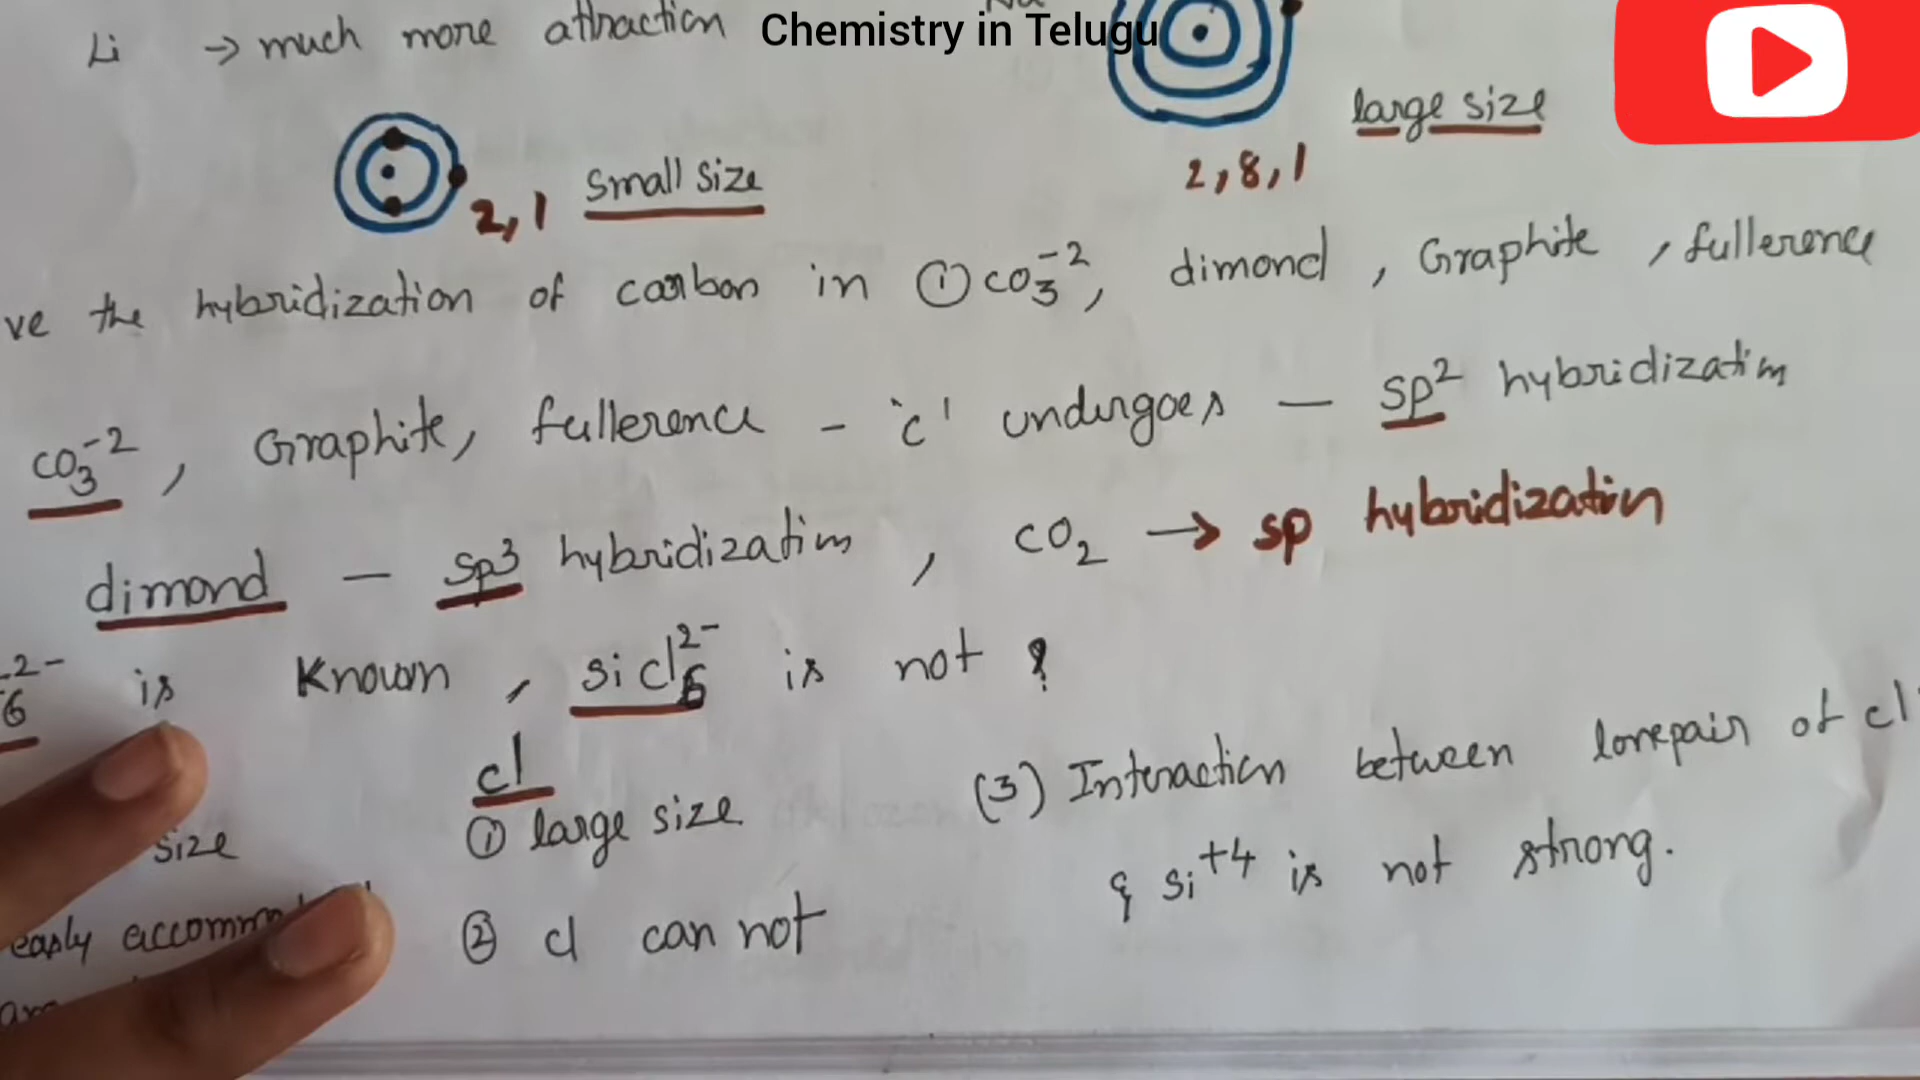 Li → much more attraction
Chemistry in Telugu
large size
2,8,1
small size
2,1
ve the hybridization of carbon in ① CO3^-2, dimond, Graphite, fullerence
CO3^-2, Graphite, fullerence - 'c' undergoes — sp2 hybridization
dimond — sp3 hybridization, CO2 → sp hybridization
6^2- is known, SiCl6^2- is not ?
cl
size
① large size
(3) Interaction between lonepair of cl
easly
② cl can not
& Si+4 is not strong.